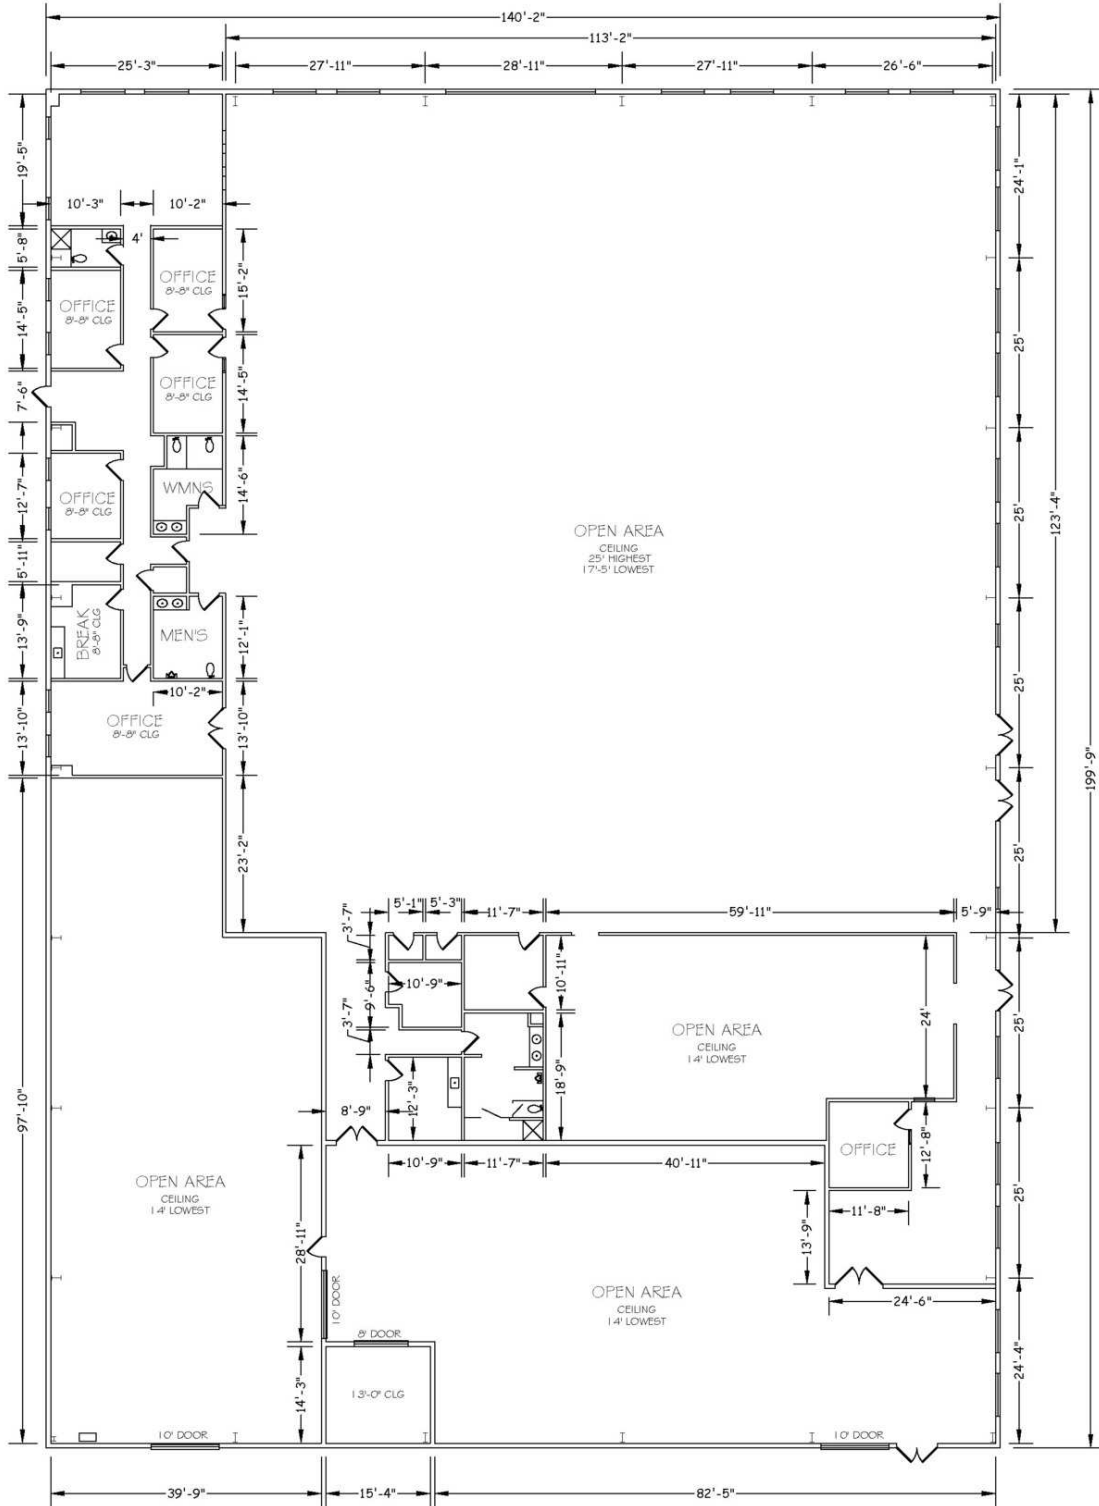 140'-2"
113'-2"
25'-3"
27'-11"
28'-11"
27'-11"
26'-6"
19'-5"
24'-1"
10'-3"
10'-2"
4'
5'-8"
OFFICE
8'-8" CLG
15'-2"
OFFICE
8'-8" CLG
14'-5"
25'
OFFICE
8'-8" CLG
14'-5"
7'-6"
WMNS
14'-6"
OFFICE
8'-8" CLG
12'-7"
25'
123'-4"
OPEN AREA
CEILING
25' HIGHEST
17'-5' LOWEST
5'-11"
BREAK
8'-8" CLG
13'-9"
MEN'S
12'-1"
25'
10'-2"
OFFICE
8'-8" CLG
13'-10"
13'-10"
199'-9"
23'-2"
25'
5'-1"
5'-3"
11'-7"
59'-11"
5'-9"
3'-7"
10'-9"
9'-6"
10'-11"
3'-7"
24'
25'
OPEN AREA
CEILING
14' LOWEST
18'-9"
12'-3"
8'-9"
97'-10"
OFFICE
12'-8"
10'-9"
11'-7"
40'-11"
25'
OPEN AREA
CEILING
14' LOWEST
11'-8"
13'-9"
28'-11"
OPEN AREA
CEILING
14' LOWEST
24'-6"
10' DOOR
8' DOOR
24'-4"
13'-0" CLG
14'-3"
10' DOOR
10' DOOR
39'-9"
15'-4"
82'-5"